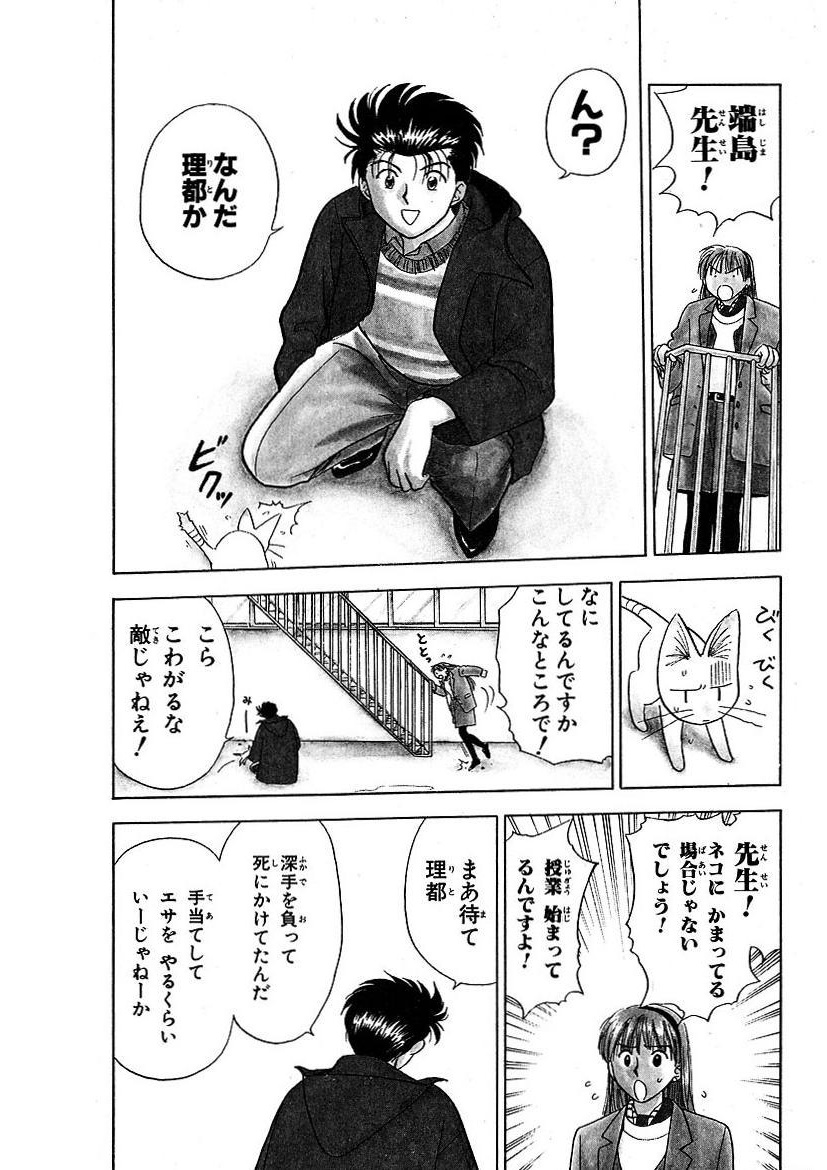 端島
先生！
ん？
なんだ
理都か
ビクッ
びくびく
なに
してるんですか
こんなところで！
ととっ
みー
こら
こわがるな
敵じゃねえ！
先生！
ネコに かまってる
場合じゃない
でしょう！
授業 始まって
るんですよ！
まあ待て
理都
深手を負って
死にかけてたんだ
手当てして
エサを やるくらい
いーじゃねーか